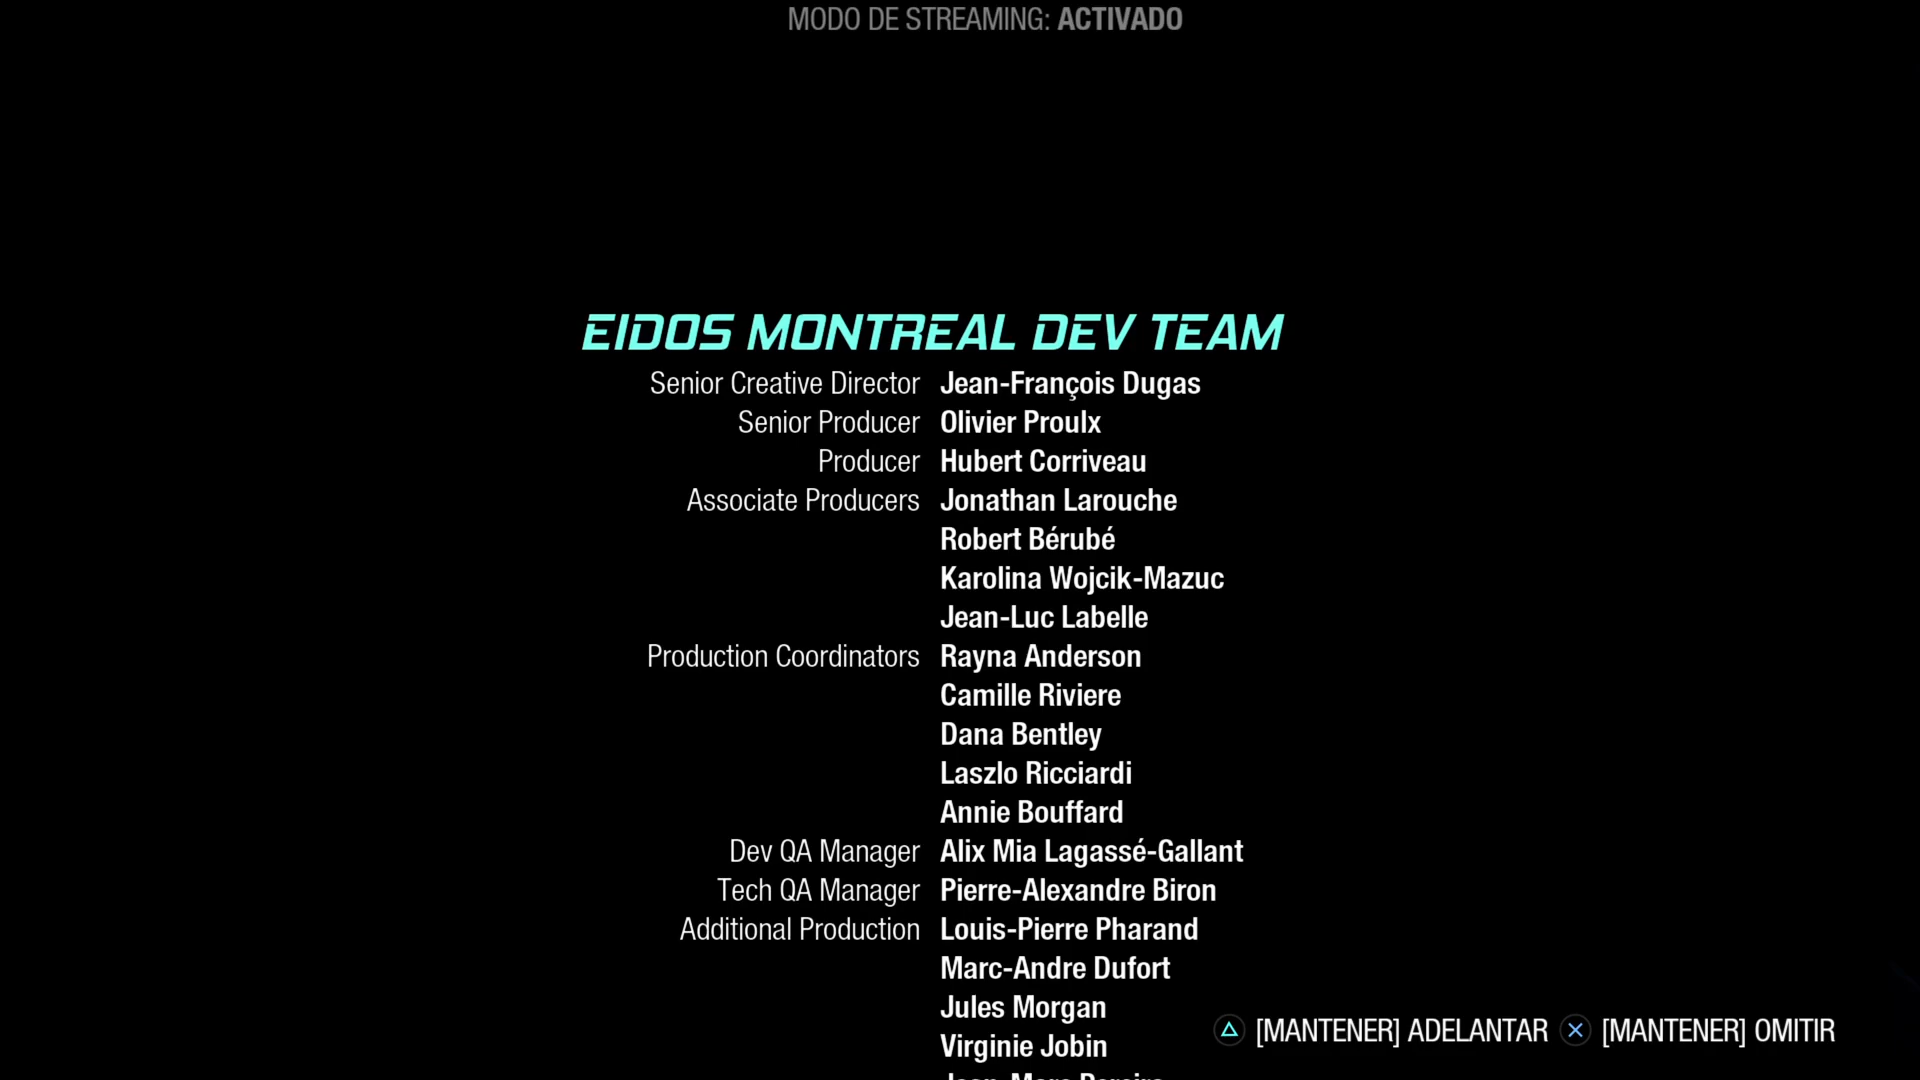 MODO DE STREAMING: ACTIVADO
EIDOS MONTREAL DEV TEAM
Senior Creative Director Jean-François Dugas
Senior Producer Olivier Proulx
Producer Hubert Corriveau
Associate Producers Jonathan Larouche
Robert Bérubé
Karolina Wojcik-Mazuc
Jean-Luc Labelle
Production Coordinators Rayna Anderson
Camille Riviere
Dana Bentley
Laszlo Ricciardi
Annie Bouffard
Dev QA Manager Alix Mia Lagassé-Gallant
Tech QA Manager Pierre-Alexandre Biron
Additional Production Louis-Pierre Pharand
Marc-Andre Dufort
Jules Morgan
Virginie Jobin
[MANTENER] ADELANTAR [MANTENER] OMITIR